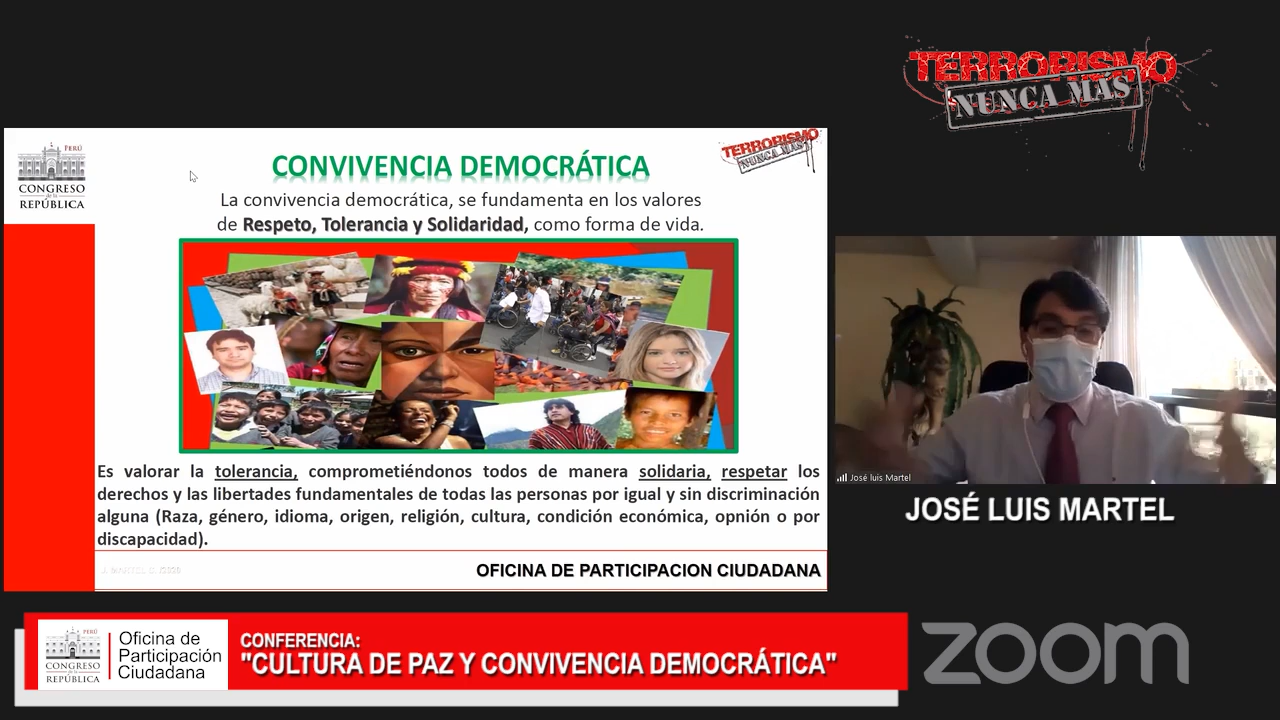 TERRORISMO
NUNCA MÁS
PERÚ
CONGRESO
de la
REPÚBLICA
TERRORISMO
NUNCA MÁS
CONVIVENCIA DEMOCRÁTICA
La convivencia democrática, se fundamenta en los valores
de Respeto, Tolerancia y Solidaridad, como forma de vida.
Es valorar la tolerancia, comprometiéndonos todos de manera solidaria, respetar los
derechos y las libertades fundamentales de todas las personas por igual y sin discriminación
alguna (Raza, género, idioma, origen, religión, cultura, condición económica, opnión o por
discapacidad).
OFICINA DE PARTICIPACION CIUDADANA
José luis Martel
JOSÉ LUIS MARTEL
PERÚ
CONGRESO
de la
REPÚBLICA
Oficina de
Participación
Ciudadana
CONFERENCIA:
"CULTURA DE PAZ Y CONVIVENCIA DEMOCRÁTICA"
zoom